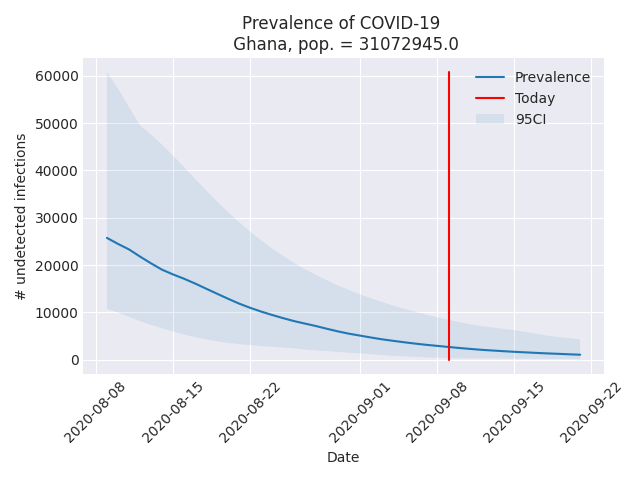 Prevalence of COVID-19
Ghana, pop. = 31072945.0
Prevalence
Today
95CI
60000
50000
40000
30000
20000
10000
0
# undetected infections
2020-08-08
2020-08-15
2020-08-22
2020-09-01
2020-09-08
2020-09-15
2020-09-22
Date